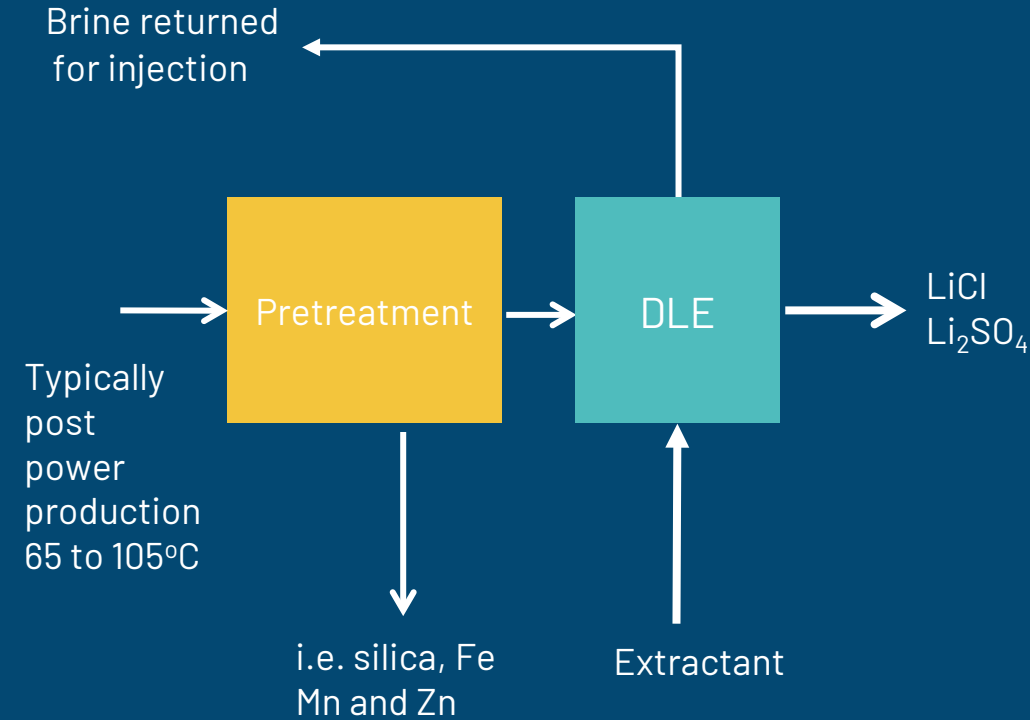 Brine returned
for injection
Pretreatment
DLE
LiCl
Li₂SO₄
Typically
post
power
production
65 to 105ºC
i.e. silica, Fe
Mn and Zn
Extractant